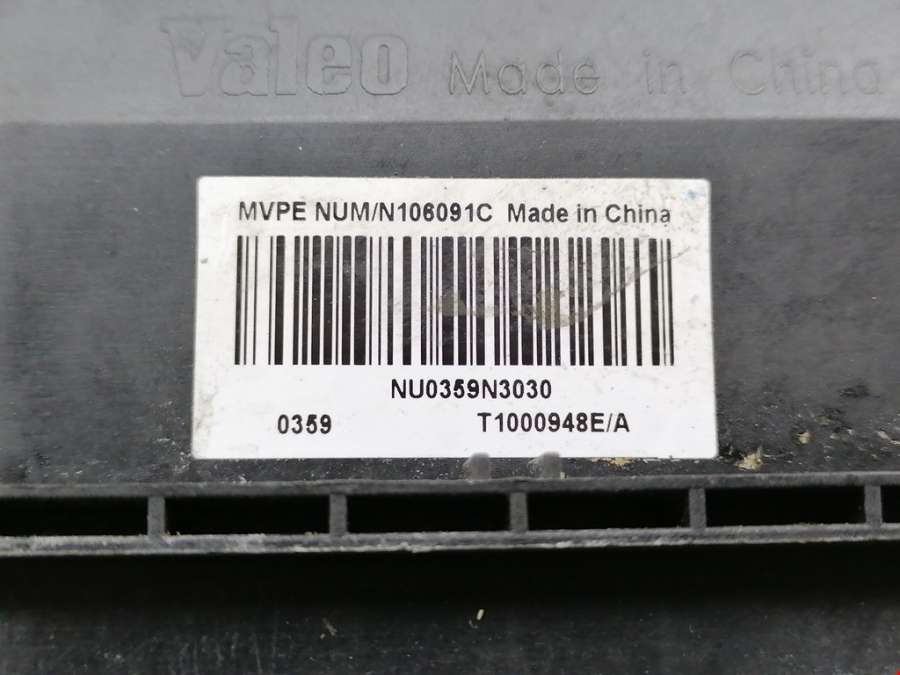 Valeo Made in China
MVPE NUM/N106091C Made in China
NU0359N3030
0359 T1000948E/A